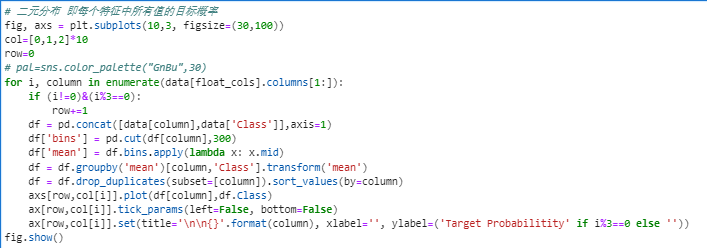 # 二元分布 即每个特征中所有值的目标概率
fig, axs = plt.subplots(10,3, figsize=(30,100))
col=[0,1,2]*10
row=0
# pal=sns.color_palette("GnBu",30)
for i, column in enumerate(data[float_cols].columns[1:]):
    if (i!=0)&(i%3==0):
        row+=1
    df = pd.concat([data[column],data['Class']],axis=1)
    df['bins'] = pd.cut(df[column],300)
    df['mean'] = df.bins.apply(lambda x: x.mid)
    df = df.groupby('mean')[column,'Class'].transform('mean')
    df = df.drop_duplicates(subset=[column]).sort_values(by=column)
    axs[row,col[i]].plot(df[column],df.Class)
    ax[row,col[i]].tick_params(left=False, bottom=False)
    ax[row,col[i]].set(title='\n\n{}'.format(column), xlabel='', ylabel=('Target Probabilitity' if i%3==0 else ''))
fig.show()